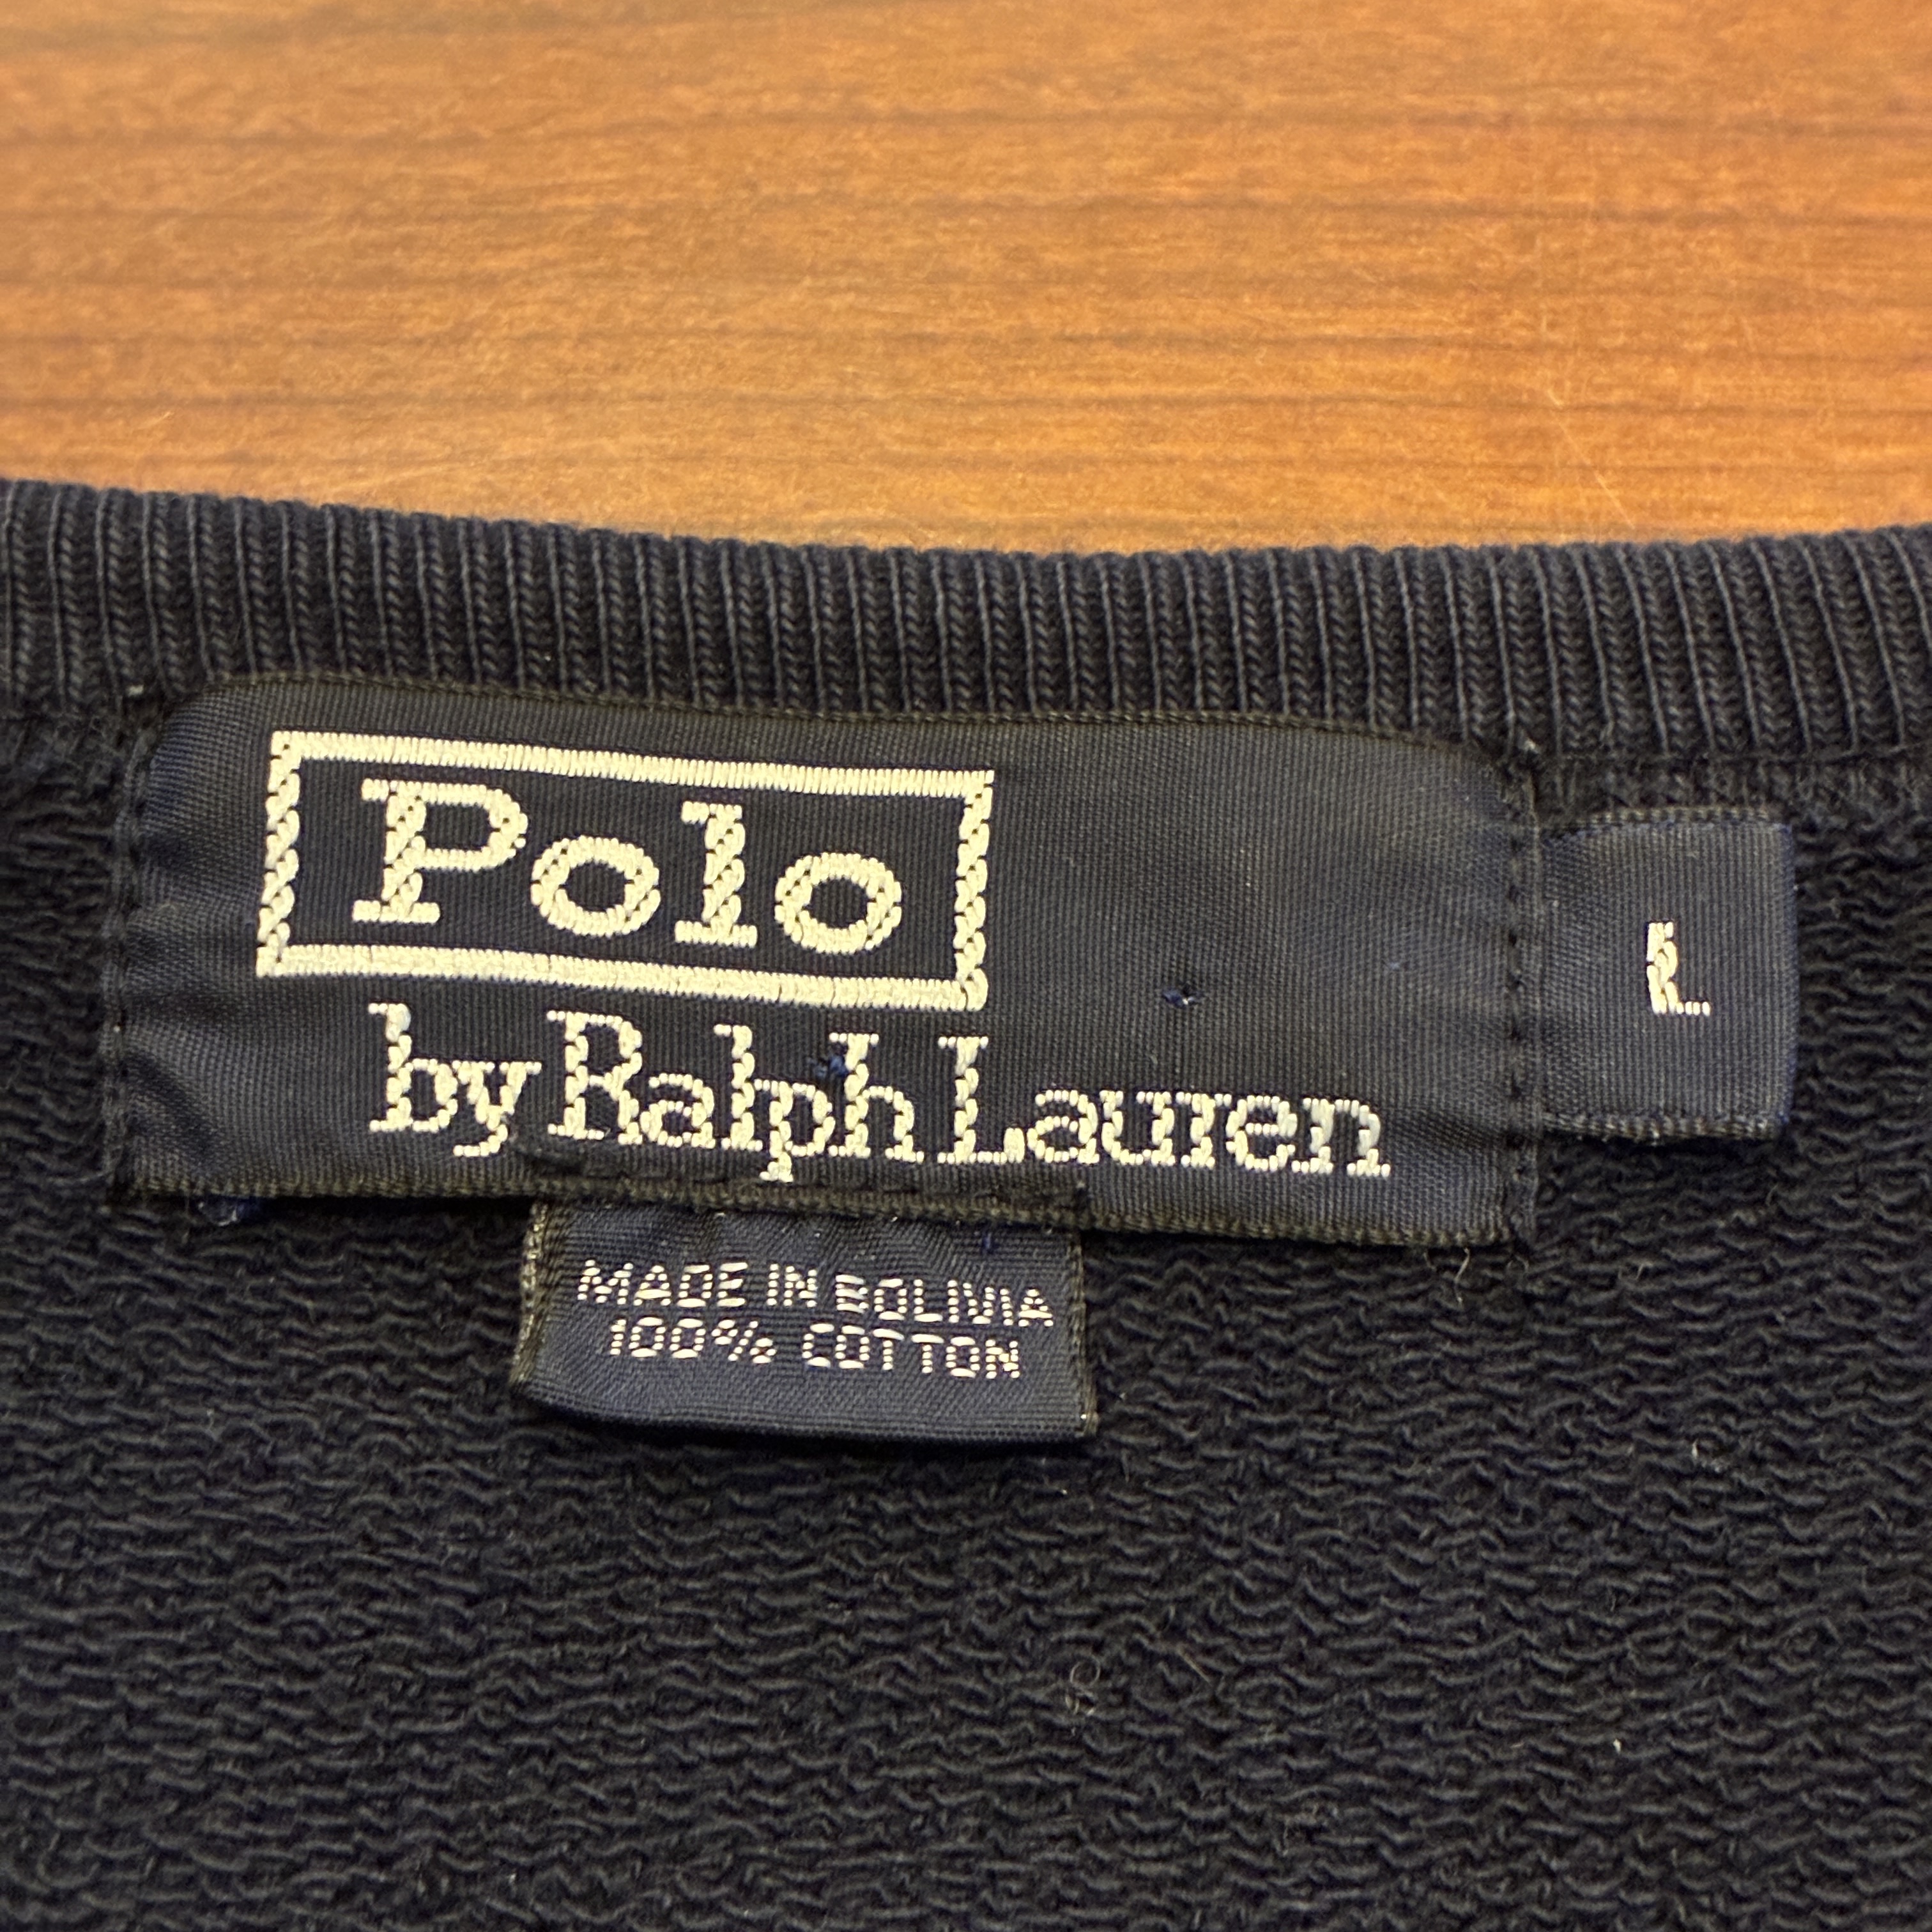 Polo
by Ralph Lauren
L
MADE IN BOLIVIA
100% COTTON